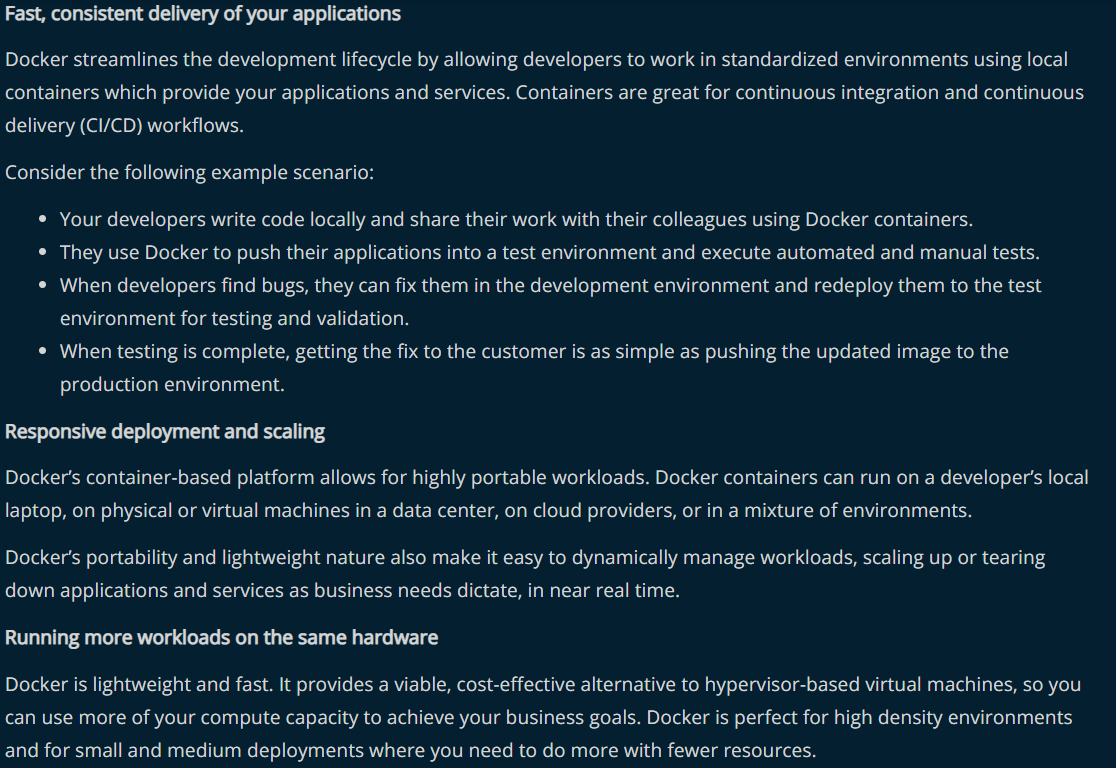 Fast, consistent delivery of your applications
Docker streamlines the development lifecycle by allowing developers to work in standardized environments using local
containers which provide your applications and services. Containers are great for continuous integration and continuous
delivery (CI/CD) workflows.
Consider the following example scenario:
• Your developers write code locally and share their work with their colleagues using Docker containers.
• They use Docker to push their applications into a test environment and execute automated and manual tests.
• When developers find bugs, they can fix them in the development environment and redeploy them to the test
environment for testing and validation.
• When testing is complete, getting the fix to the customer is as simple as pushing the updated image to the
production environment.
Responsive deployment and scaling
Docker’s container-based platform allows for highly portable workloads. Docker containers can run on a developer’s local
laptop, on physical or virtual machines in a data center, on cloud providers, or in a mixture of environments.
Docker’s portability and lightweight nature also make it easy to dynamically manage workloads, scaling up or tearing
down applications and services as business needs dictate, in near real time.
Running more workloads on the same hardware
Docker is lightweight and fast. It provides a viable, cost-effective alternative to hypervisor-based virtual machines, so you
can use more of your compute capacity to achieve your business goals. Docker is perfect for high density environments
and for small and medium deployments where you need to do more with fewer resources.